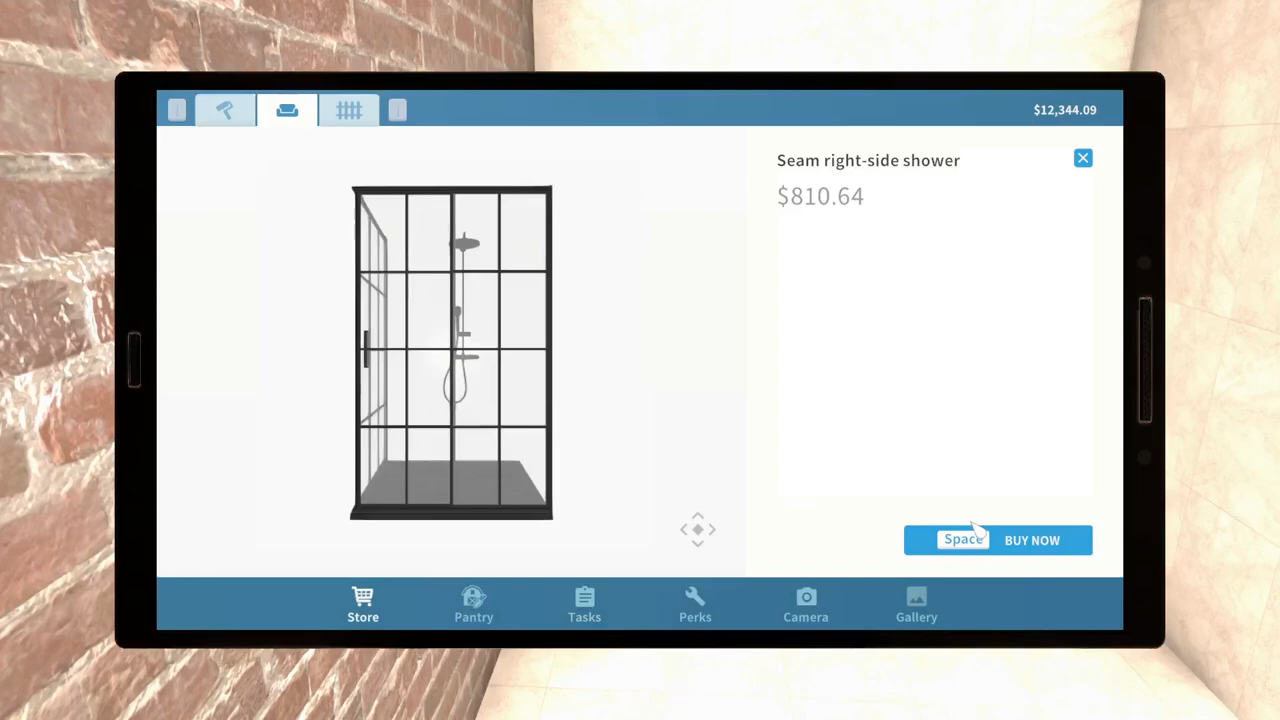 $12,344.09
Seam right-side shower
$810.64
Space BUY NOW
Store Pantry Tasks Perks Camera Gallery